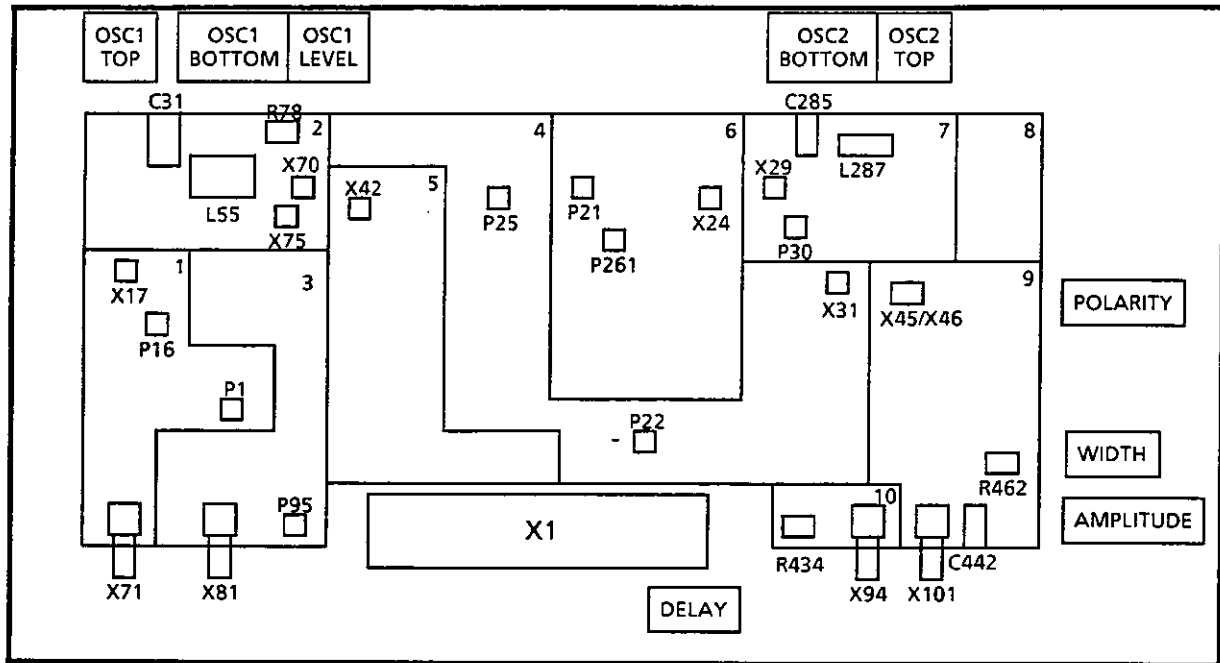 OSC1 TOP
OSC1 BOTTOM
OSC1 LEVEL
OSC2 BOTTOM
OSC2 TOP
C31
R78
2
4
6
C285
7
8
X70
L55
X75
X42
5
P25
P21
X24
P261
X29
L287
P30
1
3
X17
P16
X31
X45/X46
9
POLARITY
P1
P22
WIDTH
R462
P95
X1
10
AMPLITUDE
X71
X81
R434
X94
X101
C442
DELAY